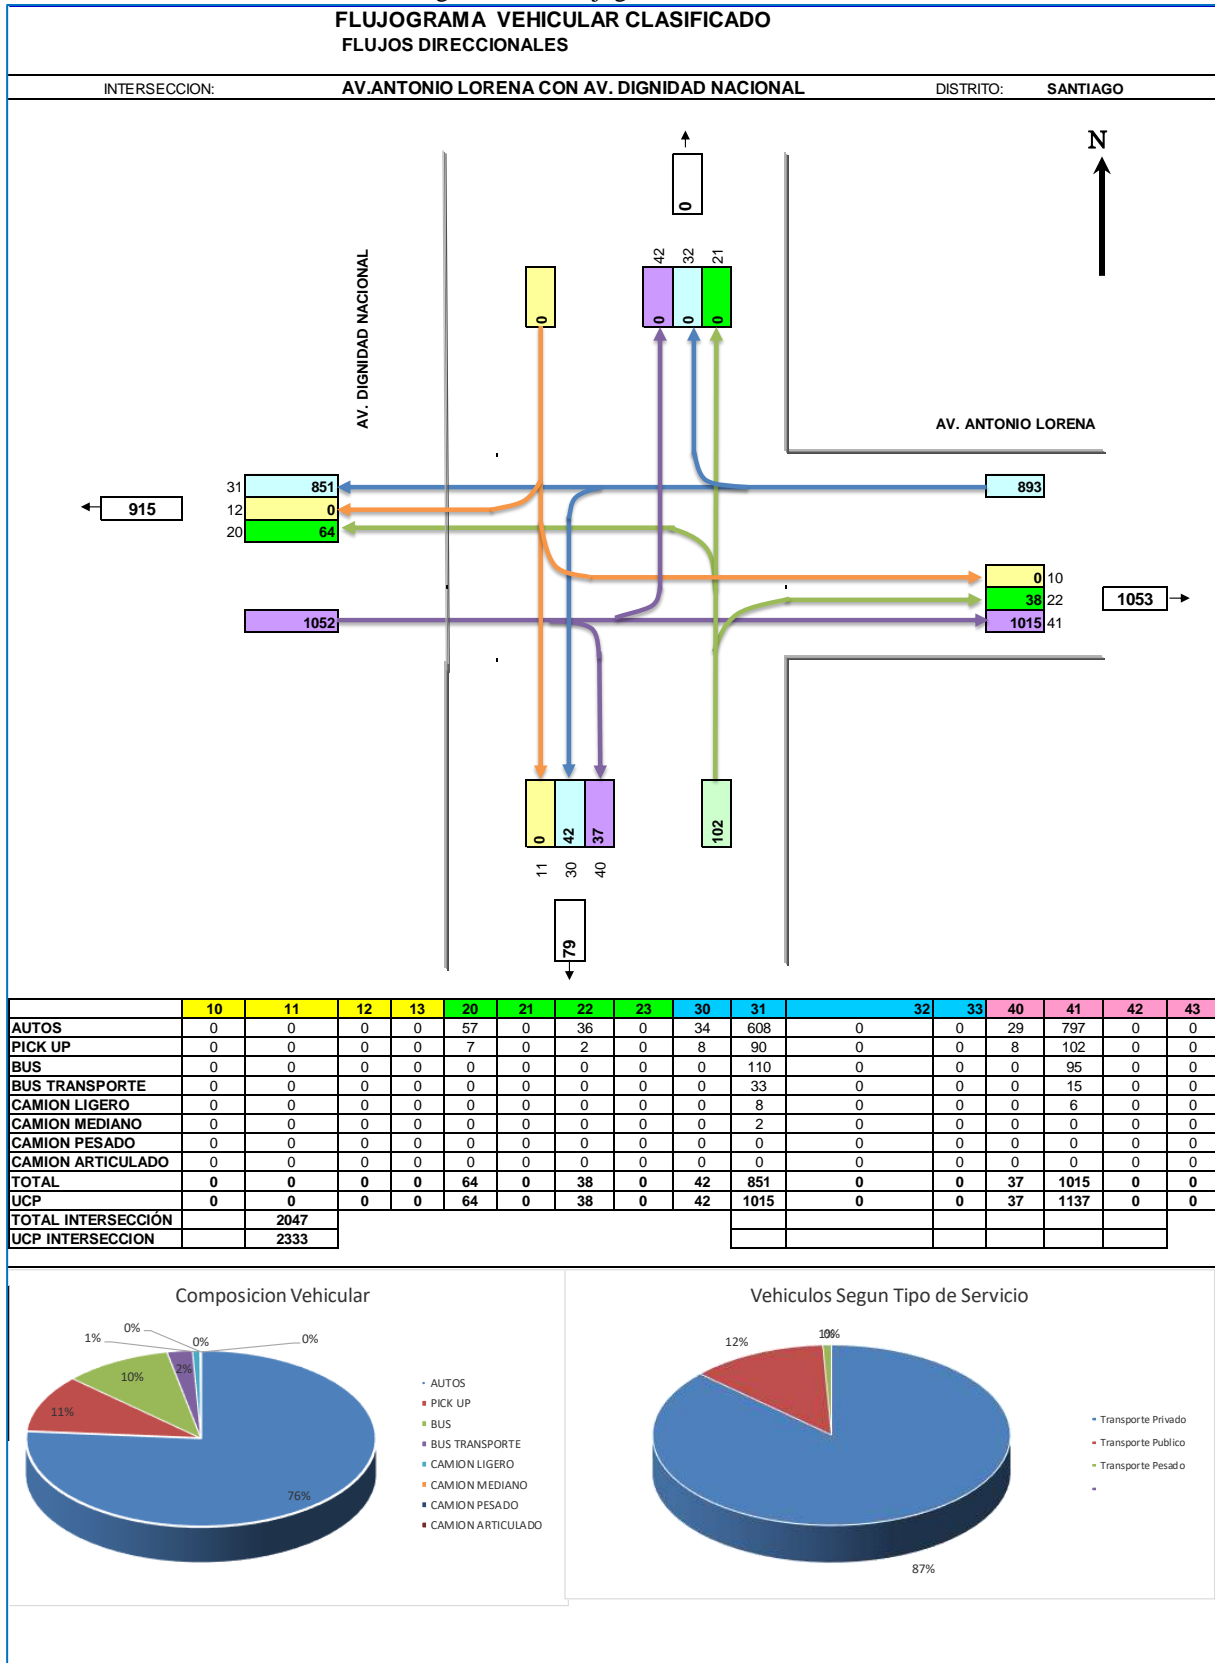 FLUJOGRAMA VEHICULAR CLASIFICADO
FLUJOS DIRECCIONALES
INTERSECCION: AV.ANTONIO LORENA CON AV. DIGNIDAD NACIONAL DISTRITO: SANTIAGO
N
0
42 32 21
0 0 0 0
AV. DIGNIDAD NACIONAL
AV. ANTONIO LORENA
31 851 893
915 12 0
20 64
0 10
38 22 1053
1052 1015 41
0 42 37 102
11 30 40
79
10 11 12 13 20 21 22 23 30 31 32 33 40 41 42 43
AUTOS 0 0 0 0 57 0 36 0 34 608 0 0 29 797 0 0
PICK UP 0 0 0 0 7 0 2 0 8 90 0 0 8 102 0 0
BUS 0 0 0 0 0 0 0 0 0 110 0 0 0 95 0 0
BUS TRANSPORTE 0 0 0 0 0 0 0 0 0 33 0 0 0 15 0 0
CAMION LIGERO 0 0 0 0 0 0 0 0 0 8 0 0 0 6 0 0
CAMION MEDIANO 0 0 0 0 0 0 0 0 0 2 0 0 0 0 0 0
CAMION PESADO 0 0 0 0 0 0 0 0 0 0 0 0 0 0 0 0
CAMION ARTICULADO 0 0 0 0 0 0 0 0 0 0 0 0 0 0 0 0
TOTAL 0 0 0 0 64 0 38 0 42 851 0 0 37 1015 0 0
UCP 0 0 0 0 64 0 38 0 42 1015 0 0 37 1137 0 0
TOTAL INTERSECCIÓN 2047
UCP INTERSECCION 2333
Composicion Vehicular
0%
1% 0% 0%
2%
10%
11%
76%
AUTOS
PICK UP
BUS
BUS TRANSPORTE
CAMION LIGERO
CAMION MEDIANO
CAMION PESADO
CAMION ARTICULADO
Vehiculos Segun Tipo de Servicio
12% 1% 0%
87%
Transporte Privado
Transporte Publico
Transporte Pesado